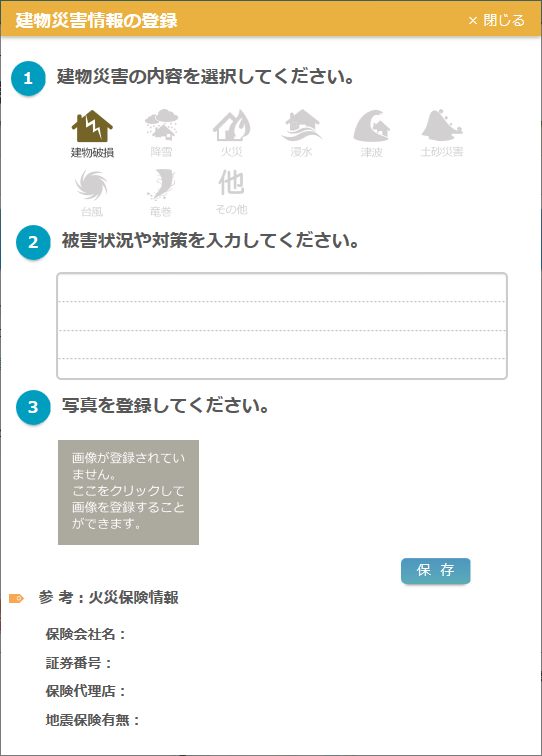 建物災害情報の登録 × 閉じる
1 建物災害の内容を選択してください。
建物破損 降雪 火災 浸水 津波 土砂災害
他
台風 竜巻 その他
2 被害状況や対策を入力してください。
3 写真を登録してください。
画像が登録されてい
ません。
ここをクリックして
画像を登録すること
ができます。
保 存
参 考 : 火災保険情報
保険会社名 :
証券番号 :
保険代理店 :
地震保険有無 :